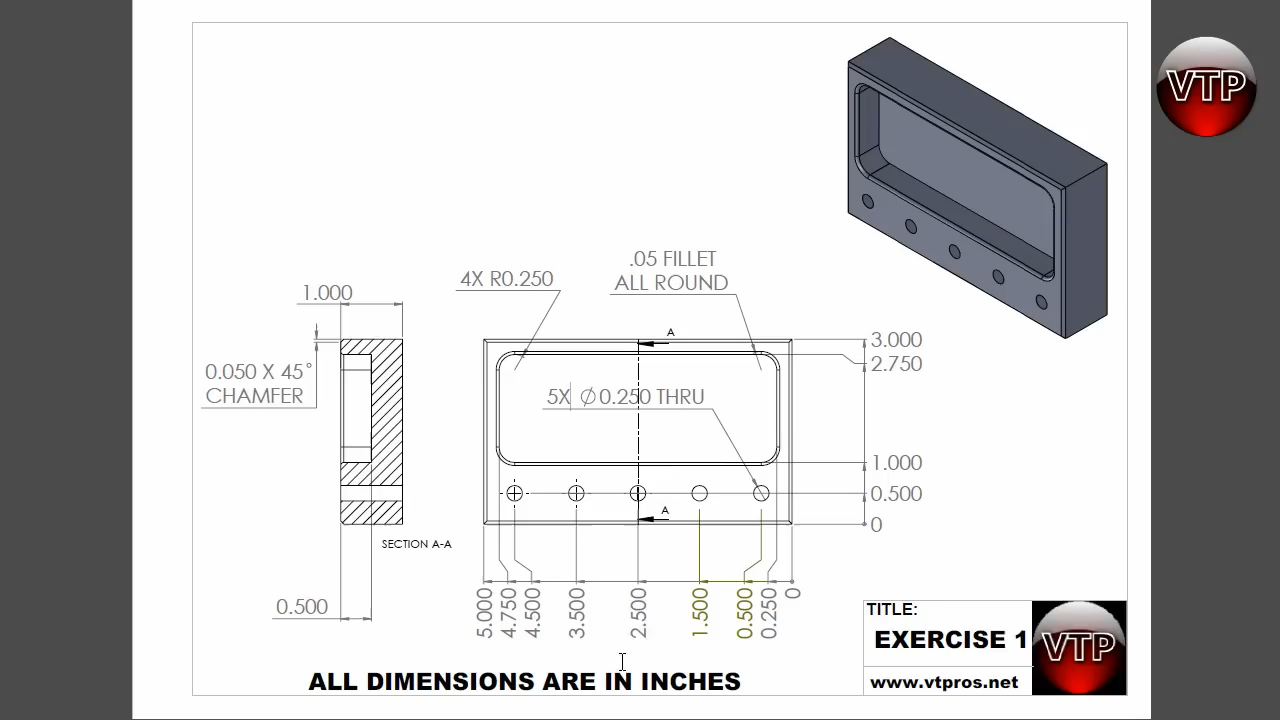 VTP
.05 FILLET
ALL ROUND
4X R0.250
1.000
0.050 X 45°
CHAMFER
A
3.000
2.750
5X Ø0.250 THRU
1.000
0.500
A
0
SECTION A-A
0.500
5.000
4.750
4.500
3.500
2.500
1.500
0.500
0.250
0
TITLE:
EXERCISE 1
VTP
www.vtpros.net
ALL DIMENSIONS ARE IN INCHES